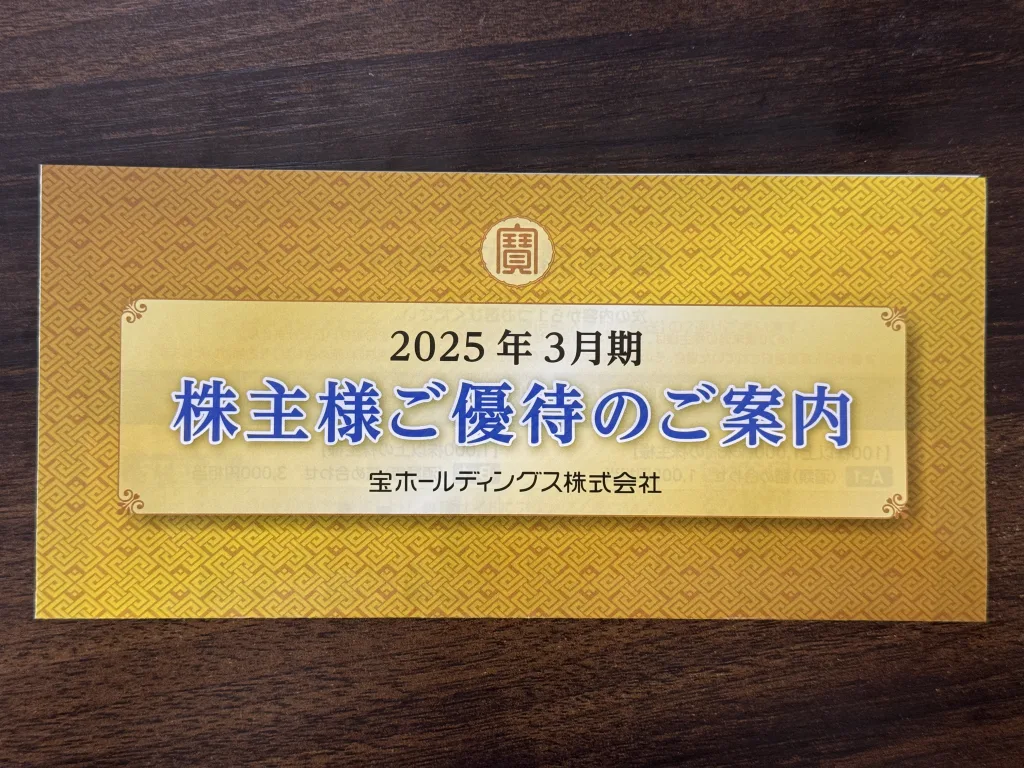 寶
2025年3月期
株主様ご優待のご案内
宝ホールディングス株式会社